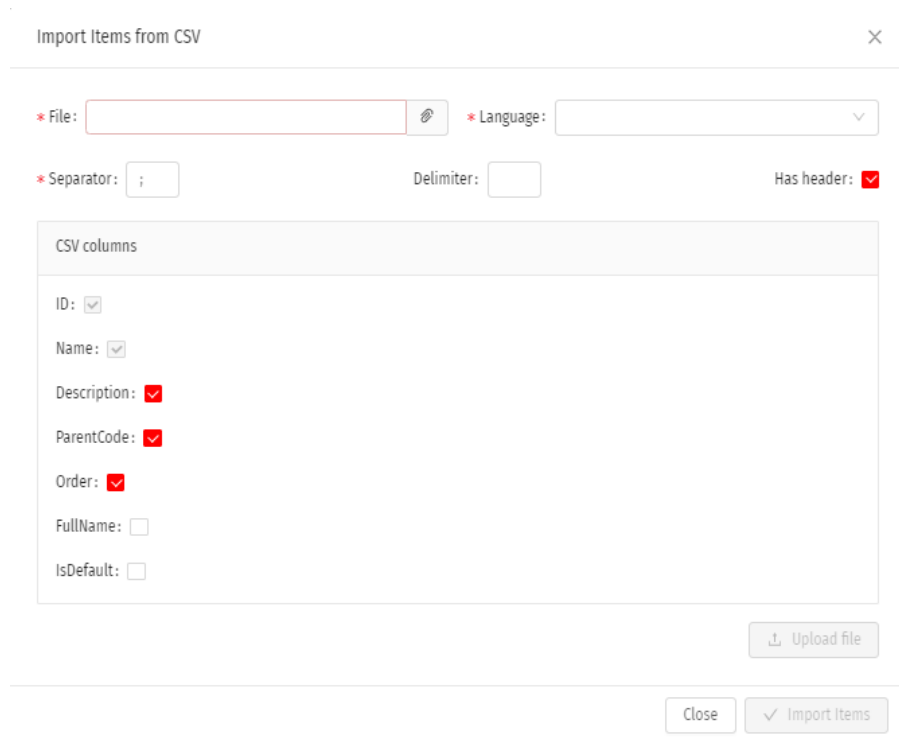 Import Items from CSV
* File:
* Language:
* Separator: ;
Delimiter:
Has header:
CSV columns
ID:
Name:
Description:
ParentCode:
Order:
FullName:
IsDefault:
Upload file
Close
Import Items